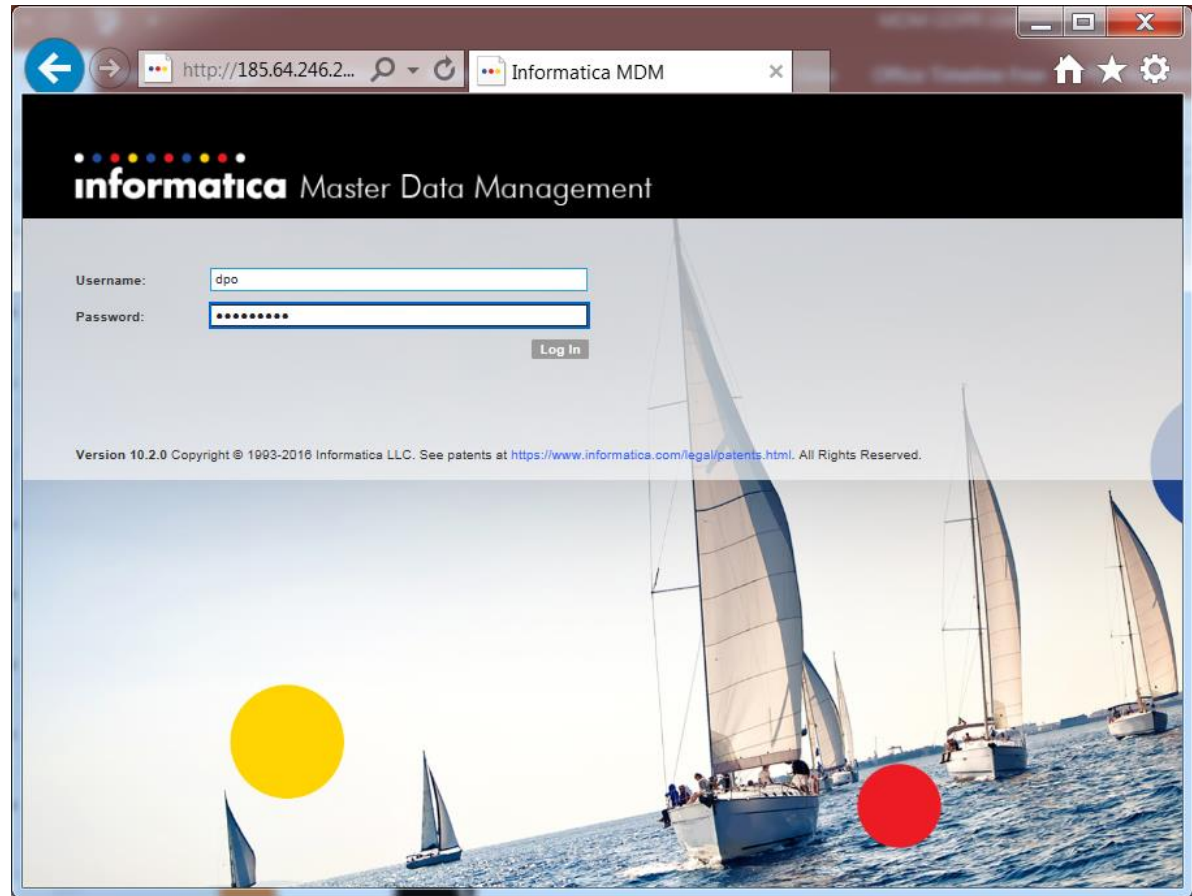 http://185.64.246.2...
Informatica MDM
informatica Master Data Management
Username: dpo
Password: •••••••••
Log In
Version 10.2.0 Copyright © 1993-2016 Informatica LLC. See patents at https://www.informatica.com/legal/patents.html. All Rights Reserved.